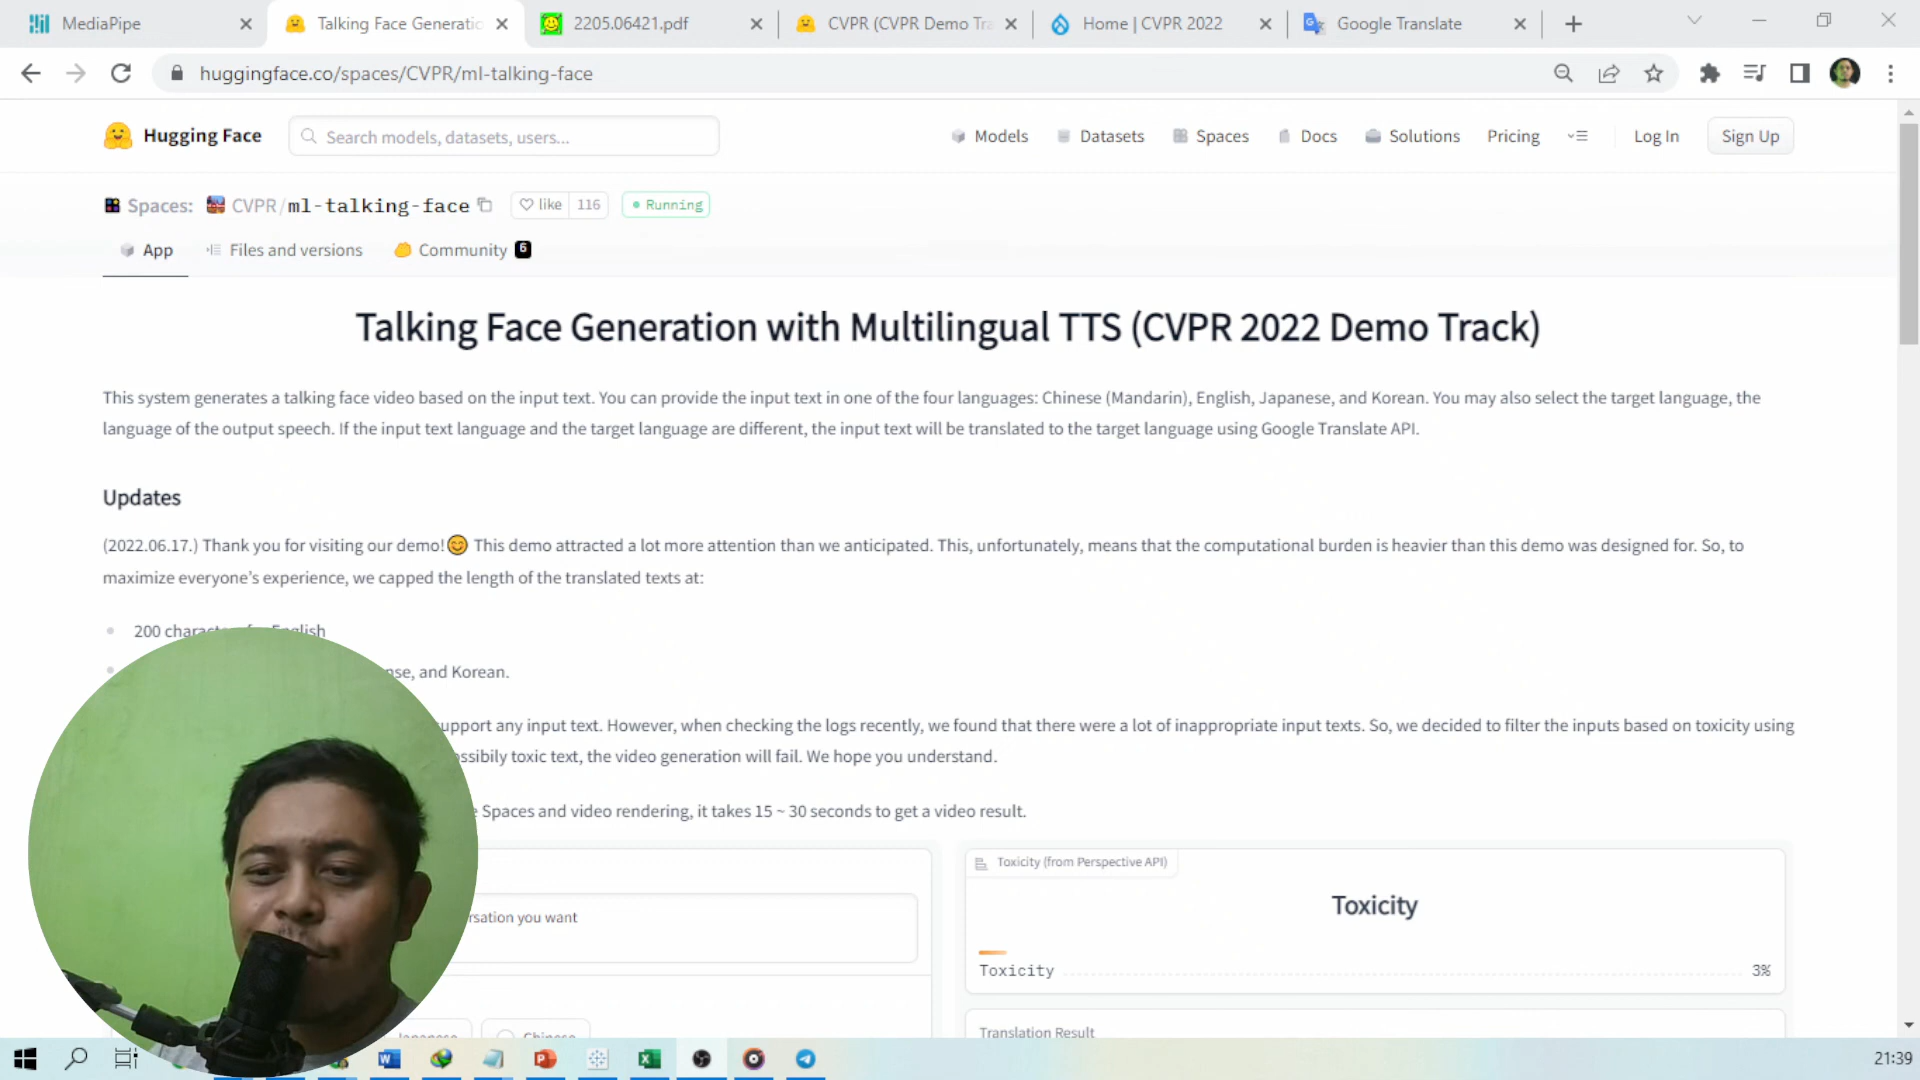 MediaPipe
Talking Face Generatio
2205.06421.pdf
CVPR (CVPR Demo Tra
Home | CVPR 2022
Google Translate
huggingface.co/spaces/CVPR/ml-talking-face
Hugging Face
Search models, datasets, users...
Models
Datasets
Spaces
Docs
Solutions
Pricing
Log In
Sign Up
Spaces:
CVPR/ml-talking-face
like 116
Running
App
Files and versions
Community 6
Talking Face Generation with Multilingual TTS (CVPR 2022 Demo Track)
This system generates a talking face video based on the input text. You can provide the input text in one of the four languages: Chinese (Mandarin), English, Japanese, and Korean. You may also select the target language, the
language of the output speech. If the input text language and the target language are different, the input text will be translated to the target language using Google Translate API.
Updates
(2022.06.17.) Thank you for visiting our demo!😊 This demo attracted a lot more attention than we anticipated. This, unfortunately, means that the computational burden is heavier than this demo was designed for. So, to
maximize everyone's experience, we capped the length of the translated texts at:
200 characters for English
and Korean.
any input text. However, when checking the logs recently, we found that there were a lot of inappropriate input texts. So, we decided to filter the inputs based on toxicity using
toxic text, the video generation will fail. We hope you understand.
Spaces and video rendering, it takes 15 ~ 30 seconds to get a video result.
you want
Toxicity (from Perspective API)
Toxicity
Toxicity 3%
Translation Result
Chinese
21:39